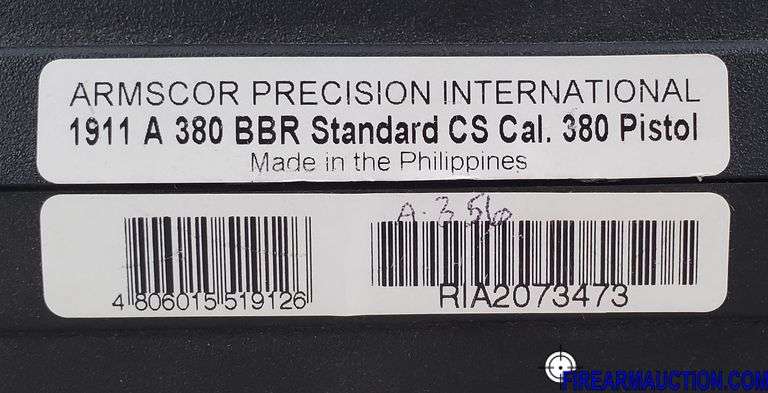 ARMSCOR PRECISION INTERNATIONAL
1911 A 380 BBR Standard CS Cal. 380 Pistol
Made in the Philippines
A-356
4 806015 519126
RIA2073473
FIREARMAUCTION.COM